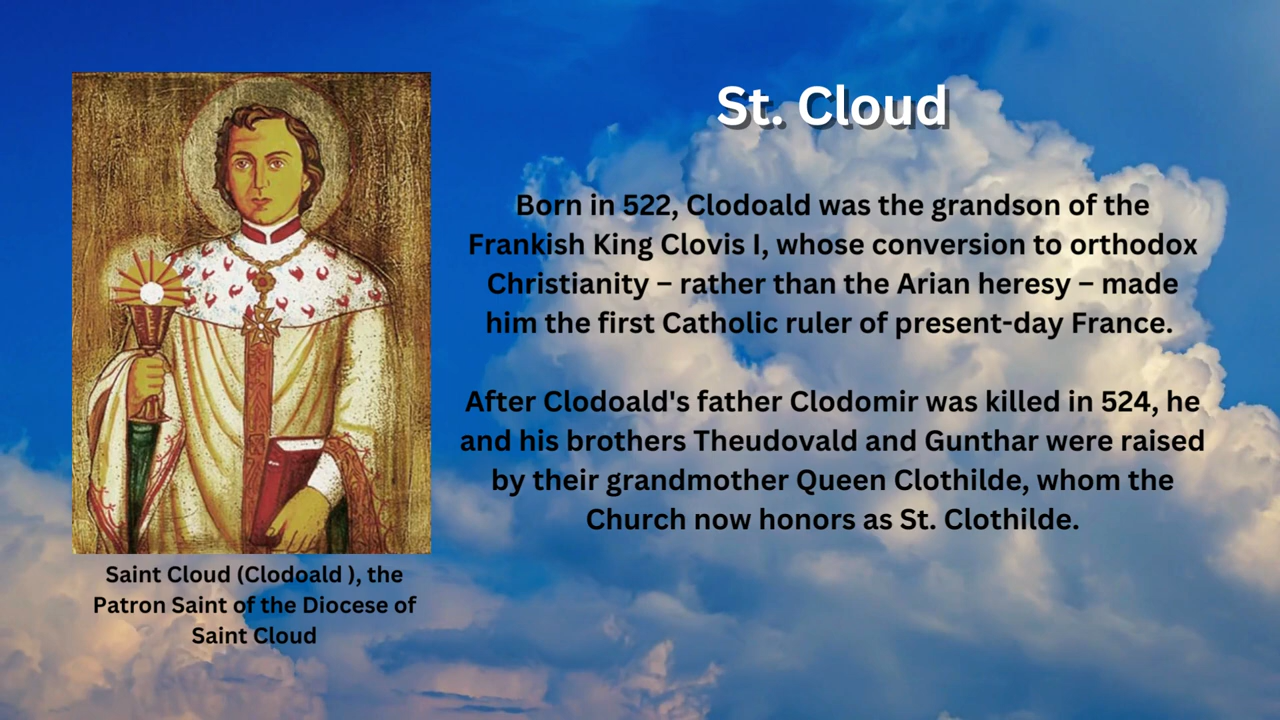 St. Cloud
Born in 522, Clodoald was the grandson of the
Frankish King Clovis I, whose conversion to orthodox
Christianity – rather than the Arian heresy – made
him the first Catholic ruler of present-day France.
After Clodoald's father Clodomir was killed in 524, he
and his brothers Theudovald and Gunthar were raised
by their grandmother Queen Clothilde, whom the
Church now honors as St. Clothilde.
Saint Cloud (Clodoald ), the
Patron Saint of the Diocese of
Saint Cloud